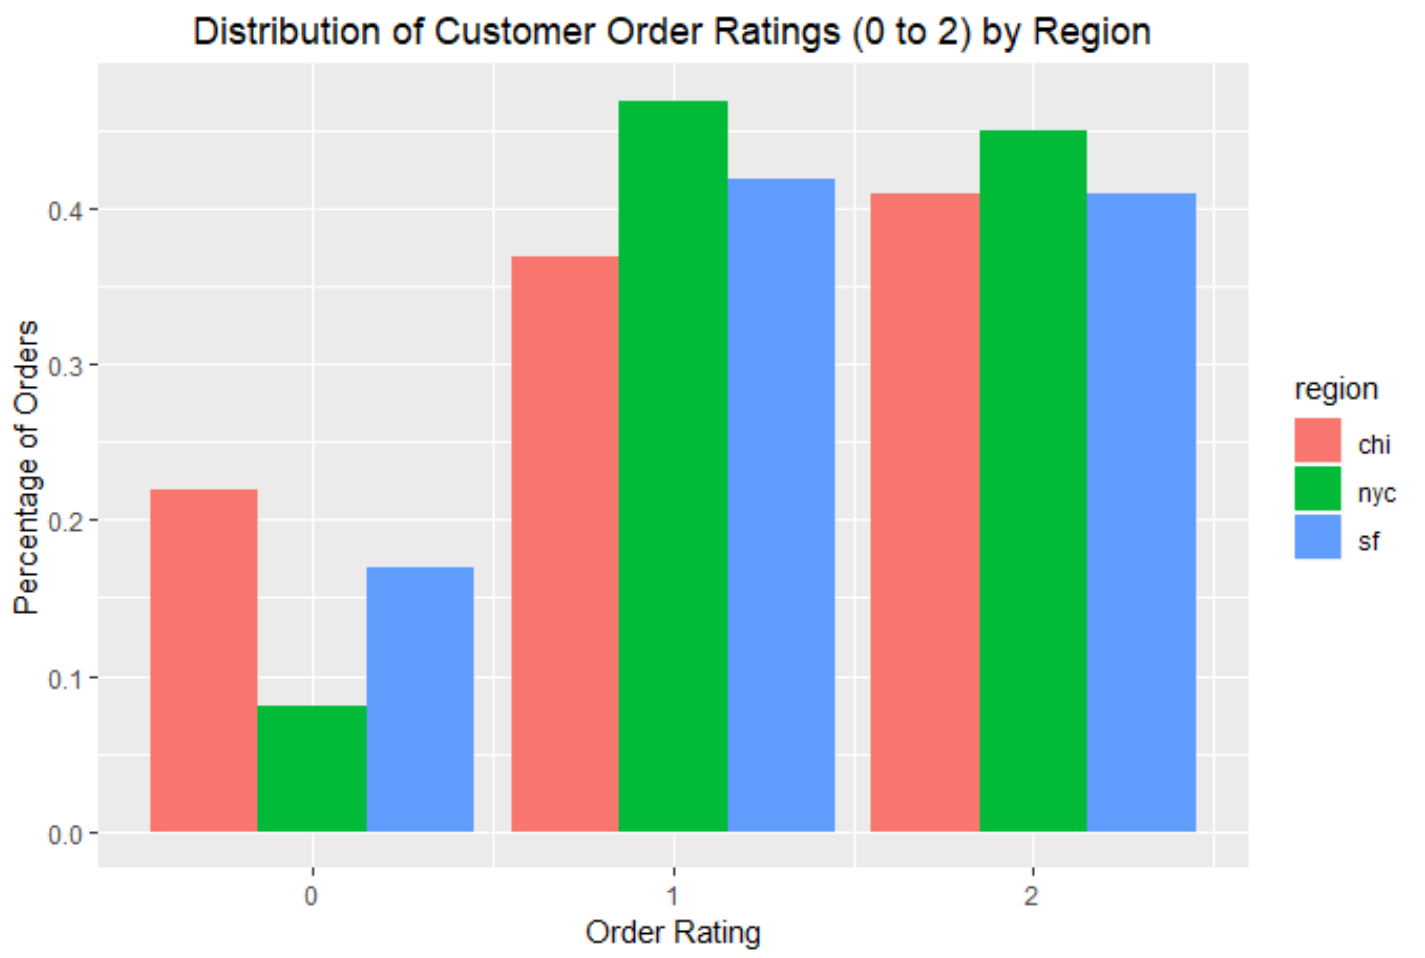 Distribution of Customer Order Ratings (0 to 2) by Region
Percentage of Orders
0.4
0.3
0.2
0.1
0.0
0 1 2
Order Rating
region
chi
nyc
sf